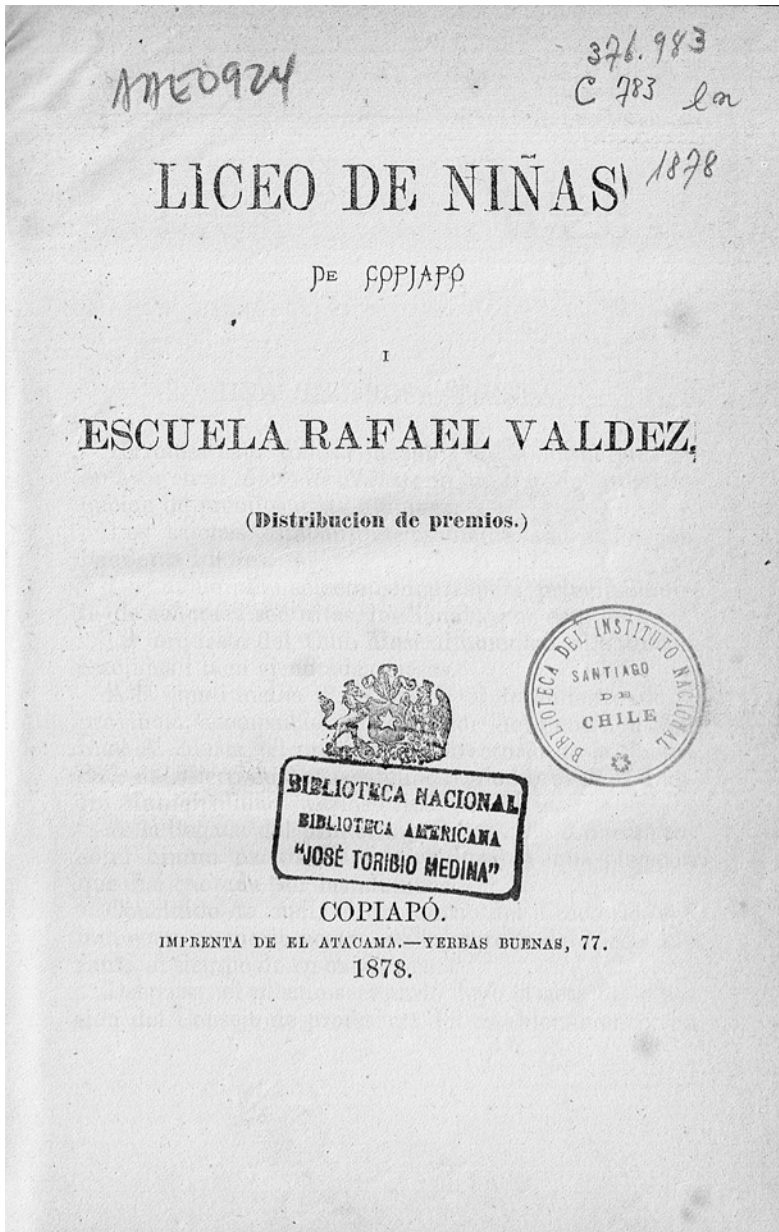 AAE0924
376.983
C 783 la
1878
LICEO DE NIÑAS
DE COPIAPÓ
I
ESCUELA RAFAEL VALDEZ.
(Distribucion de premios.)
BIBLIOTECA DEL INSTITUTO NACIONAL
SANTIAGO
DE
CHILE
BIBLIOTECA NACIONAL
BIBLIOTECA AMERICANA
"JOSÉ TORIBIO MEDINA"
COPIAPÓ.
IMPRENTA DE EL ATACAMA.—YERBAS BUENAS, 77.
1878.